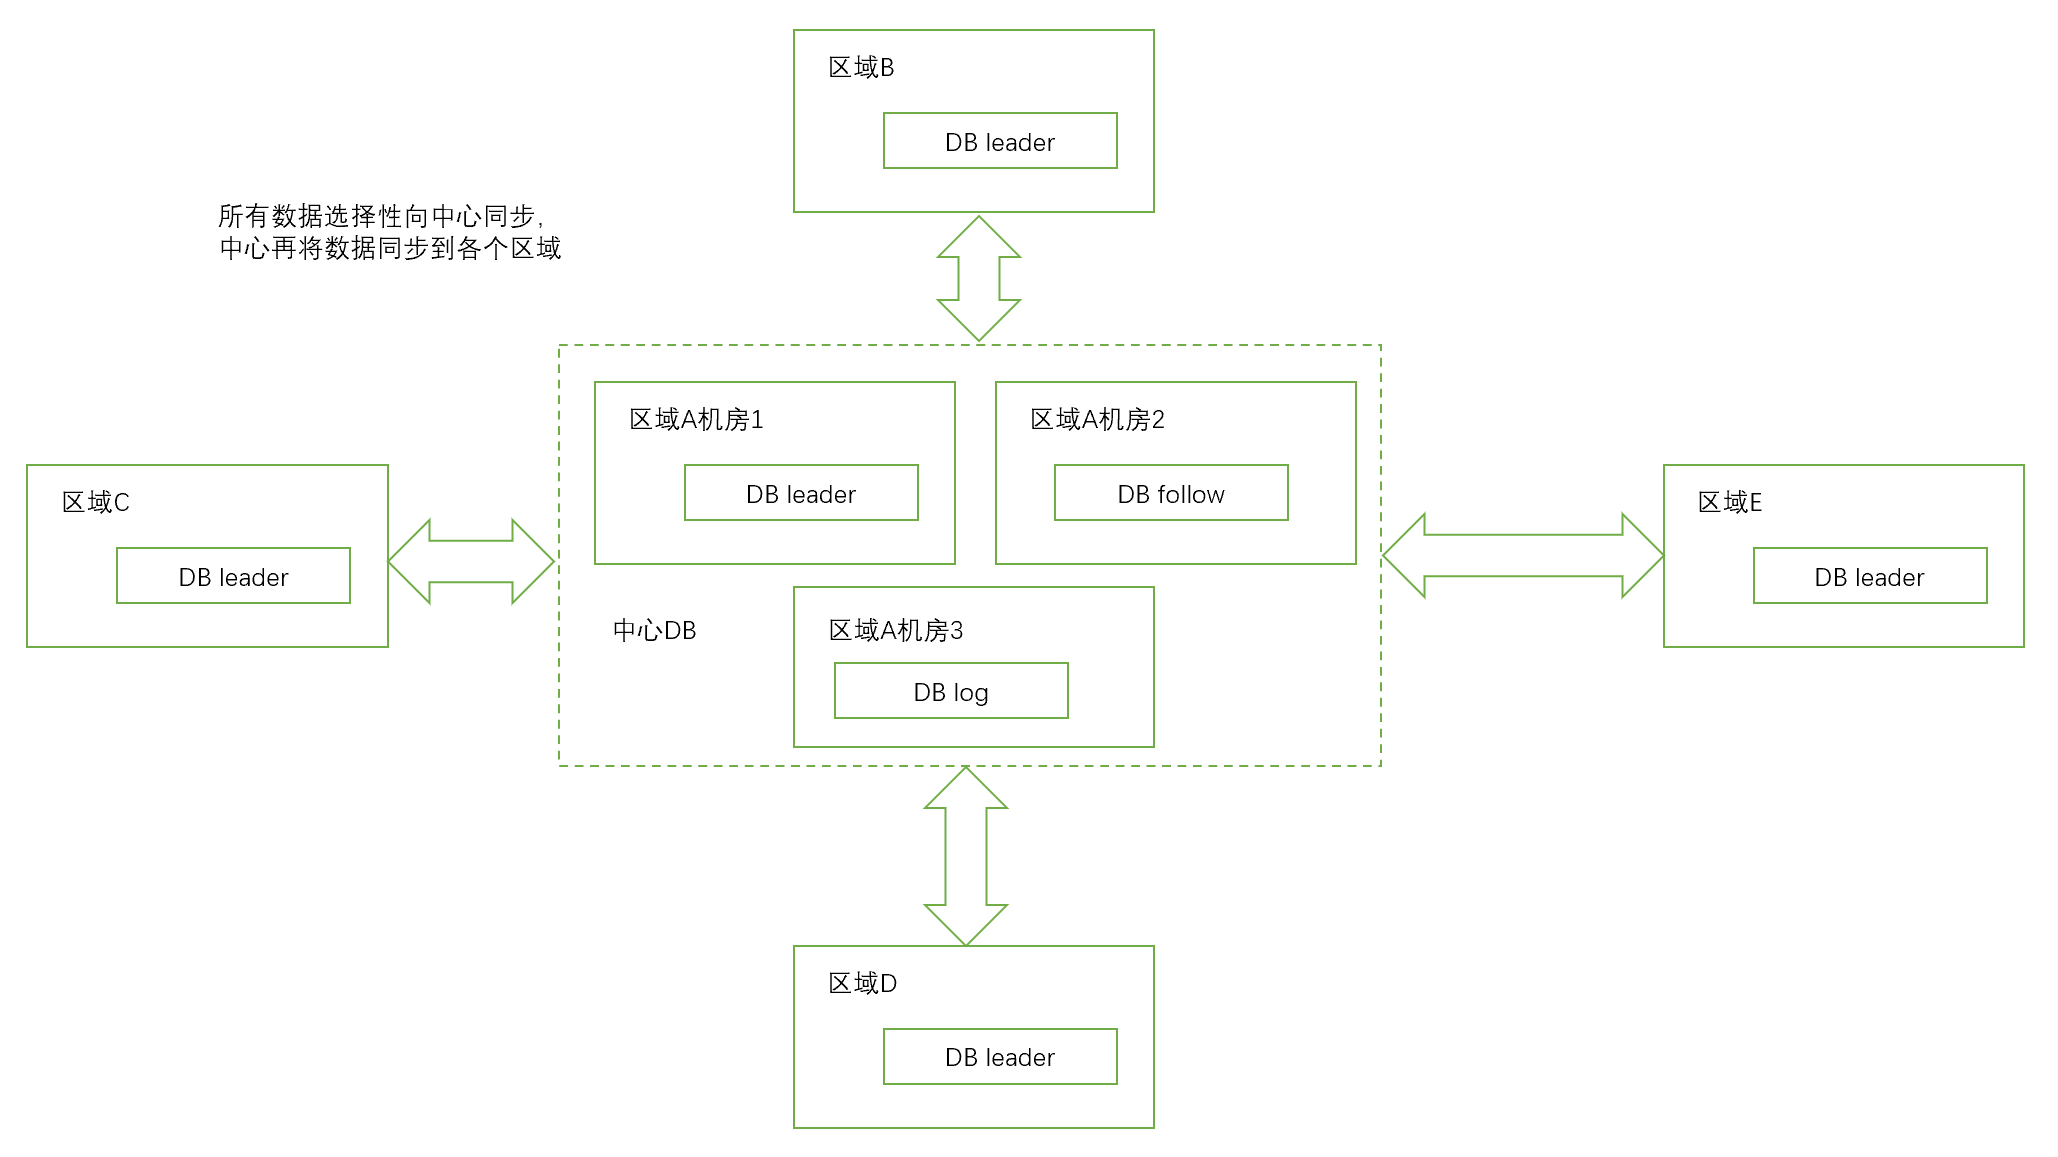 区域B
DB leader
所有数据选择性向中心同步,
中心再将数据同步到各个区域
区域A机房1
DB leader
区域A机房2
DB follow
区域C
DB leader
区域E
DB leader
中心DB
区域A机房3
DB log
区域D
DB leader